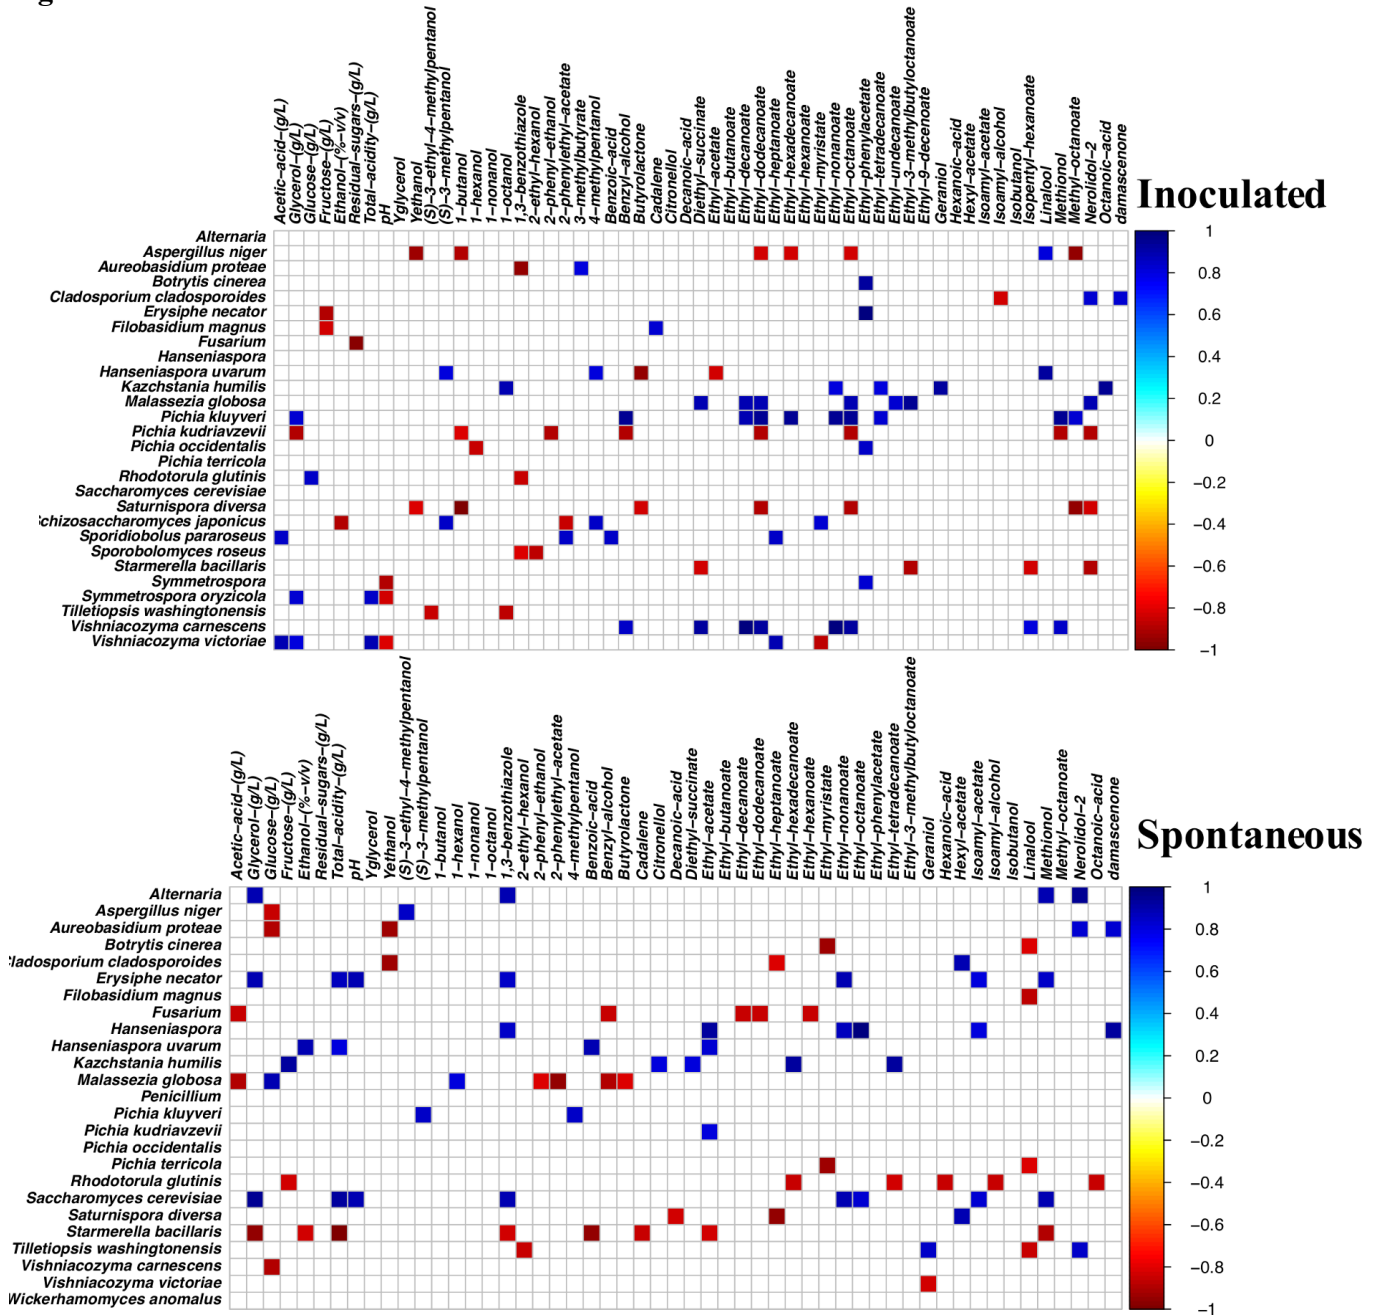 Acetic−acid−(g/L)
Glycerol−(g/L)
Glucose−(g/L)
Fructose−(g/L)
Ethanol−(%−v/v)
Residual−sugars−(g/L)
Total−acidity−(g/L)
pH
Yglycerol
Yethanol
(S)−3−ethyl−4−methylpentanol
(S)−3−methylpentanol
1−butanol
1−hexanol
1−nonanol
1−octanol
1,3−benzothiazole
2−ethyl−hexanol
2−phenyl−ethanol
2−phenylethyl−acetate
3−methylbutyrate
4−methylpentanol
Benzoic−acid
Benzyl−alcohol
Butyrolactone
Cadalene
Citronellol
Decanoic−acid
Diethyl−succinate
Ethyl−acetate
Ethyl−butanoate
Ethyl−decanoate
Ethyl−dodecanoate
Ethyl−heptanoate
Ethyl−hexadecanoate
Ethyl−hexanoate
Ethyl−myristate
Ethyl−nonanoate
Ethyl−octanoate
Ethyl−phenylacetate
Ethyl−tetradecanoate
Ethyl−undecanoate
Ethyl−3−methylbutyloctanoate
Ethyl−9−decenoate
Geraniol
Hexanoic−acid
Hexyl−acetate
Isoamyl−acetate
Isoamyl−alcohol
Isobutanol
Isopentyl−hexanoate
Linalool
Methionol
Methyl−octanoate
Nerolidol−2
Octanoic−acid
damascenone
Inoculated
Alternaria
Aspergillus niger
Aureobasidium proteae
Botrytis cinerea
Cladosporium cladosporoides
Erysiphe necator
Filobasidium magnus
Fusarium
Hanseniaspora
Hanseniaspora uvarum
Kazchstania humilis
Malassezia globosa
Pichia kluyveri
Pichia kudriavzevii
Pichia occidentalis
Pichia terricola
Rhodotorula glutinis
Saccharomyces cerevisiae
Saturnispora diversa
chizosaccharomyces japonicus
Sporidiobolus pararoseus
Sporobolomyces roseus
Starmerella bacillaris
Symmetrospora
Symmetrospora oryzicola
Tilletiopsis washingtonensis
Vishniacozyma carnescens
Vishniacozyma victoriae
1
0.8
0.6
0.4
0.2
0
−0.2
−0.4
−0.6
−0.8
−1
Acetic−acid−(g/L)
Glycerol−(g/L)
Glucose−(g/L)
Fructose−(g/L)
Ethanol−(%−v/v)
Residual−sugars−(g/L)
Total−acidity−(g/L)
pH
Yglycerol
Yethanol
(S)−3−ethyl−4−methylpentanol
(S)−3−methylpentanol
1−butanol
1−hexanol
1−nonanol
1−octanol
1,3−benzothiazole
2−ethyl−hexanol
2−phenyl−ethanol
2−phenylethyl−acetate
4−methylpentanol
Benzoic−acid
Benzyl−alcohol
Butyrolactone
Cadalene
Citronellol
Decanoic−acid
Diethyl−succinate
Ethyl−acetate
Ethyl−butanoate
Ethyl−decanoate
Ethyl−dodecanoate
Ethyl−heptanoate
Ethyl−hexadecanoate
Ethyl−hexanoate
Ethyl−myristate
Ethyl−nonanoate
Ethyl−octanoate
Ethyl−phenylacetate
Ethyl−tetradecanoate
Ethyl−3−methylbutyloctanoate
Geraniol
Hexanoic−acid
Hexyl−acetate
Isoamyl−acetate
Isoamyl−alcohol
Isobutanol
Linalool
Methionol
Methyl−octanoate
Nerolidol−2
Octanoic−acid
damascenone
Spontaneous
Alternaria
Aspergillus niger
Aureobasidium proteae
Botrytis cinerea
ladosporium cladosporoides
Erysiphe necator
Filobasidium magnus
Fusarium
Hanseniaspora
Hanseniaspora uvarum
Kazchstania humilis
Malassezia globosa
Penicillium
Pichia kluyveri
Pichia kudriavzevii
Pichia occidentalis
Pichia terricola
Rhodotorula glutinis
Saccharomyces cerevisiae
Saturnispora diversa
Starmerella bacillaris
Tilletiopsis washingtonensis
Vishniacozyma carnescens
Vishniacozyma victoriae
Wickerhamomyces anomalus
1
0.8
0.6
0.4
0.2
0
−0.2
−0.4
−0.6
−0.8
−1